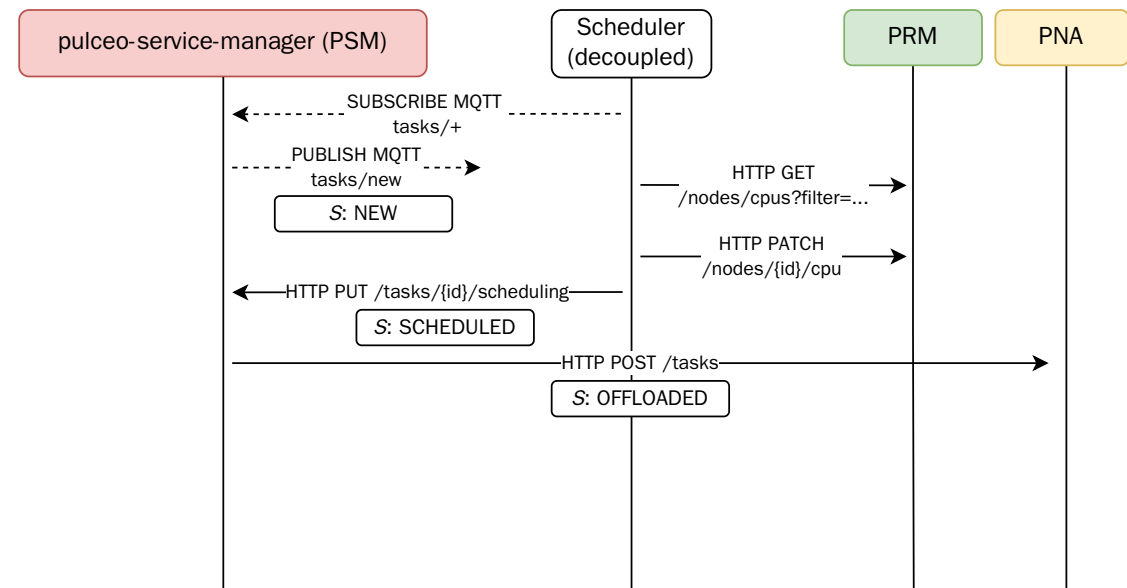 pulceo-service-manager (PSM)
Scheduler
(decoupled)
PRM
PNA
SUBSCRIBE MQTT
tasks/+
PUBLISH MQTT
tasks/new
S: NEW
HTTP GET
/nodes/cpus?filter=...
HTTP PATCH
/nodes/{id}/cpu
HTTP PUT /tasks/{id}/scheduling
S: SCHEDULED
HTTP POST /tasks
S: OFFLOADED